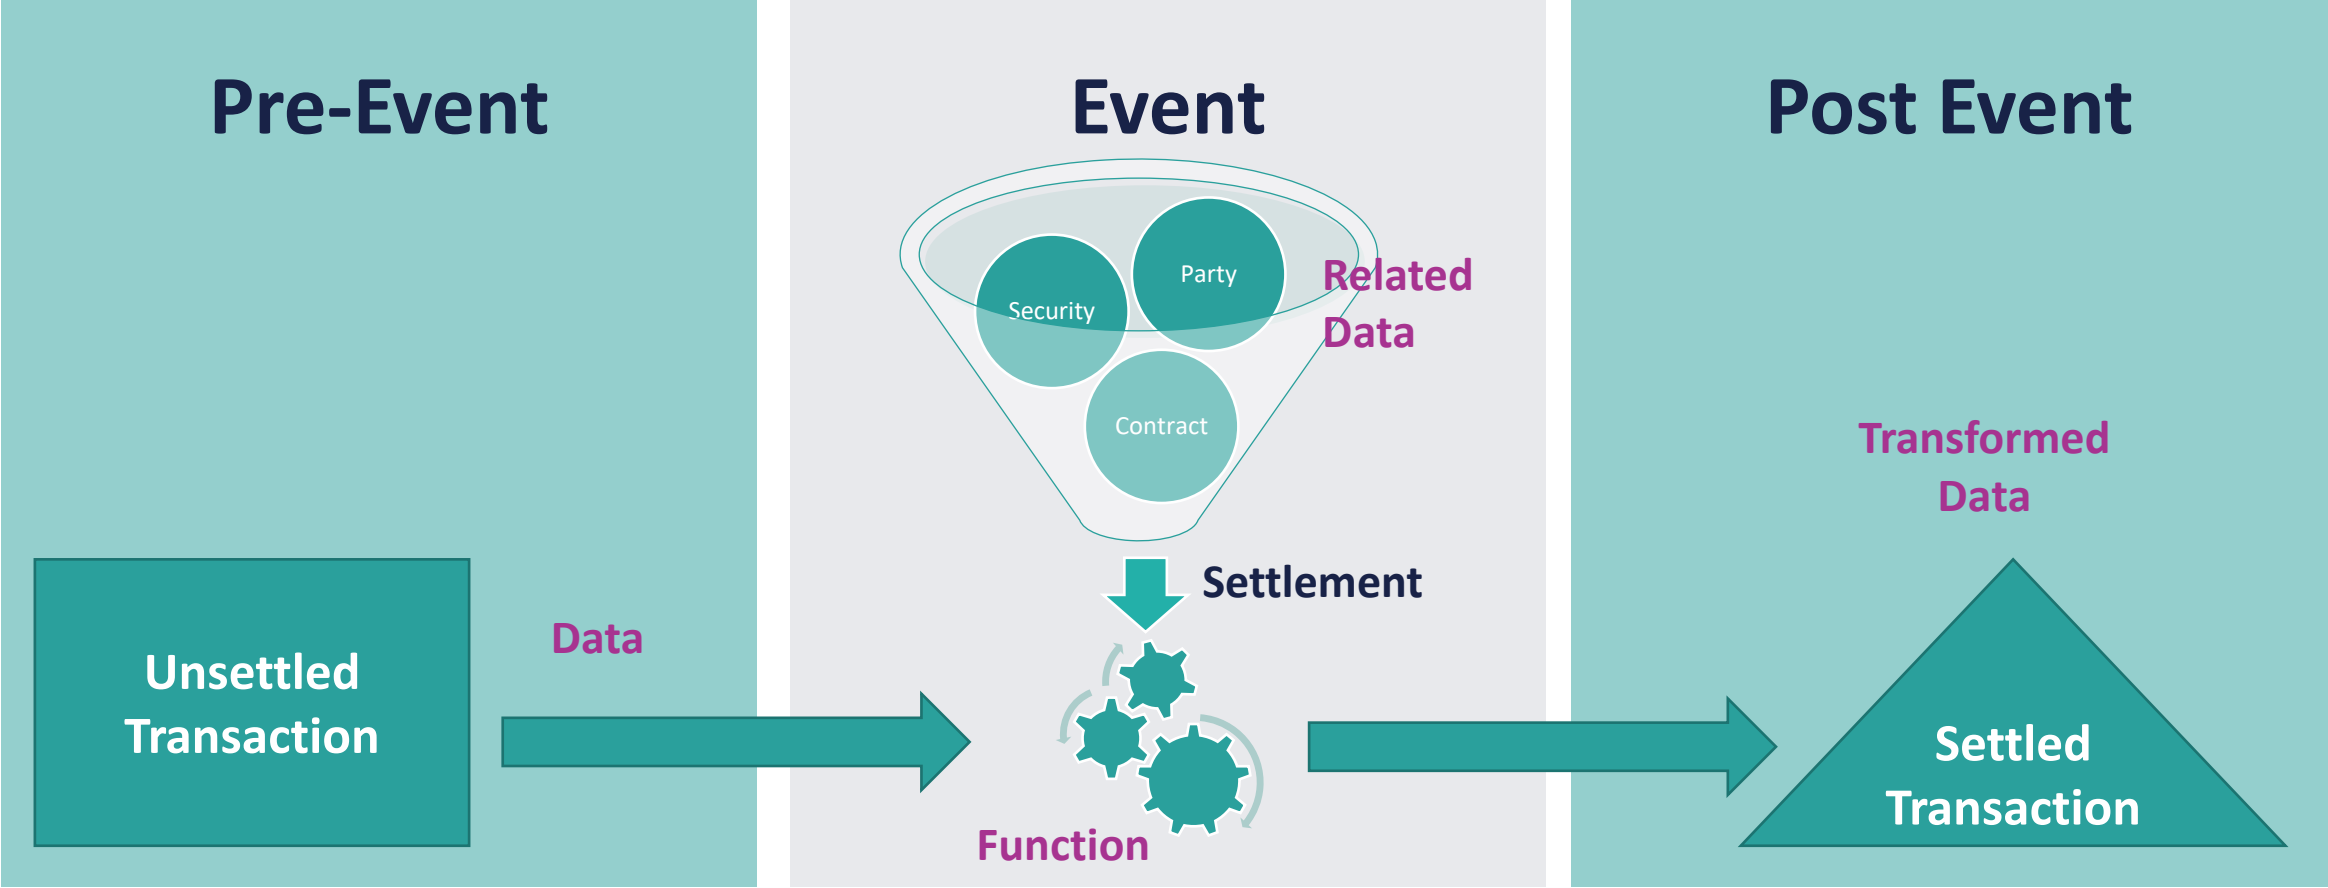 Pre-Event
Event
Post Event
Party
Security
Related
Data
Contract
Transformed
Data
Settlement
Data
Unsettled
Transaction
Settled
Transaction
Function